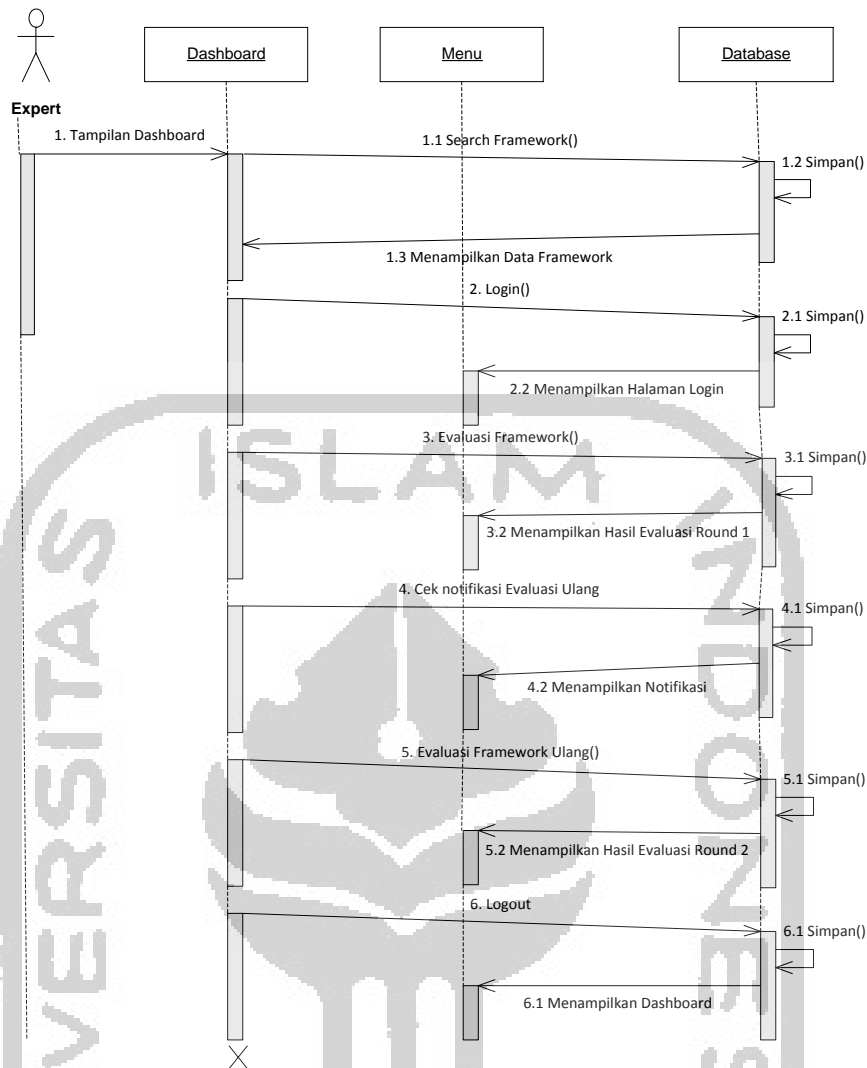 Dashboard
Menu
Database
Expert
1. Tampilan Dashboard
1.1 Search Framework()
1.2 Simpan()
1.3 Menampilkan Data Framework
2. Login()
2.1 Simpan()
2.2 Menampilkan Halaman Login
3. Evaluasi Framework()
3.1 Simpan()
3.2 Menampilkan Hasil Evaluasi Round 1
4. Cek notifikasi Evaluasi Ulang
4.1 Simpan()
4.2 Menampilkan Notifikasi
5. Evaluasi Framework Ulang()
5.1 Simpan()
5.2 Menampilkan Hasil Evaluasi Round 2
6. Logout
6.1 Simpan()
6.1 Menampilkan Dashboard
ISLAM
VERSITAS
INDONES